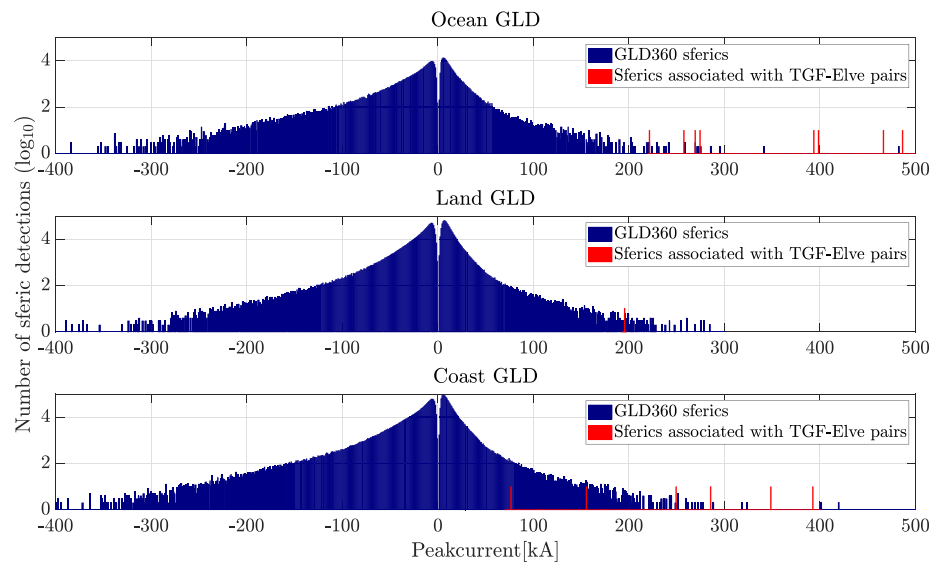 Ocean GLD
4
2
0
GLD360 sferics
Sferics associated with TGF-Elve pairs
-400 -300 -200 -100 0 100 200 300 400 500
Land GLD
4
2
0
GLD360 sferics
Sferics associated with TGF-Elve pairs
-400 -300 -200 -100 0 100 200 300 400 500
Coast GLD
4
2
0
GLD360 sferics
Sferics associated with TGF-Elve pairs
-400 -300 -200 -100 0 100 200 300 400 500
Peakcurrent[kA]
Number of sferic detections (log₁₀)